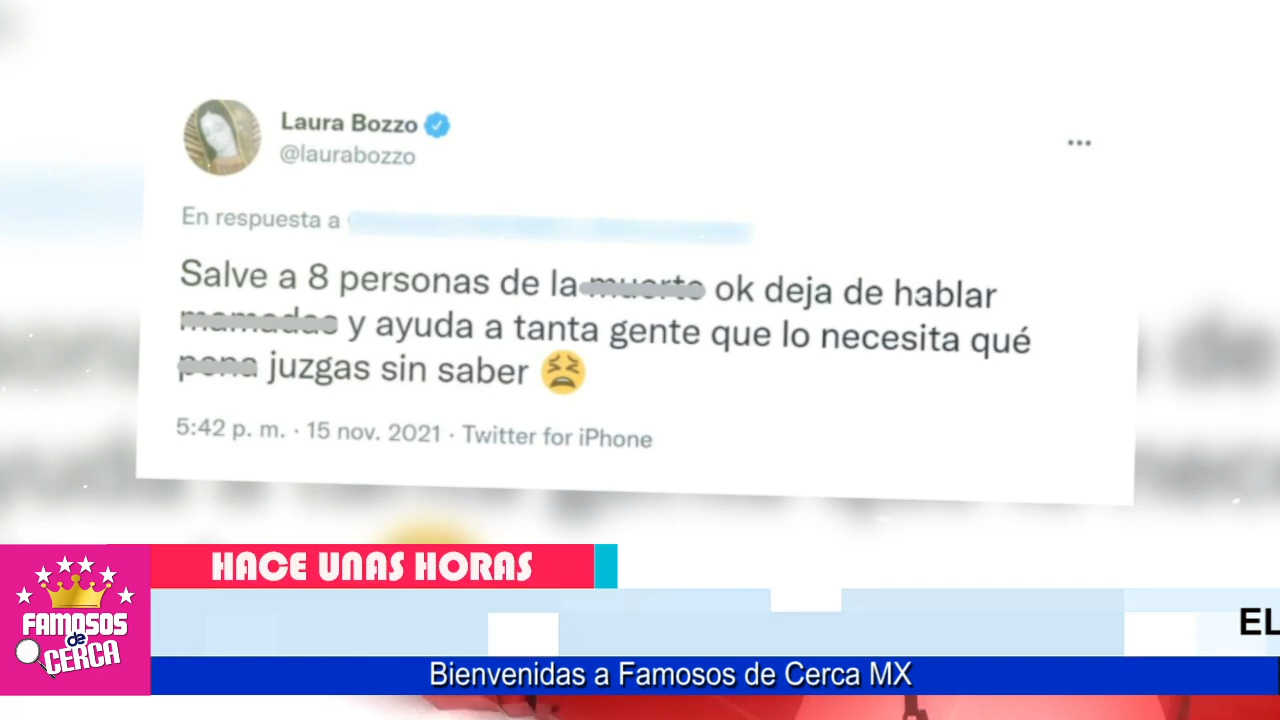 Laura Bozzo
@laurabozzo
En respuesta a
Salve a 8 personas de la muerte ok deja de hablar
mamadas y ayuda a tanta gente que lo necesita qué
pena juzgas sin saber 😫
5:42 p. m. · 15 nov. 2021 · Twitter for iPhone
HACE UNAS HORAS
EL
FAMOSOS
de
CERCA
Bienvenidas a Famosos de Cerca MX